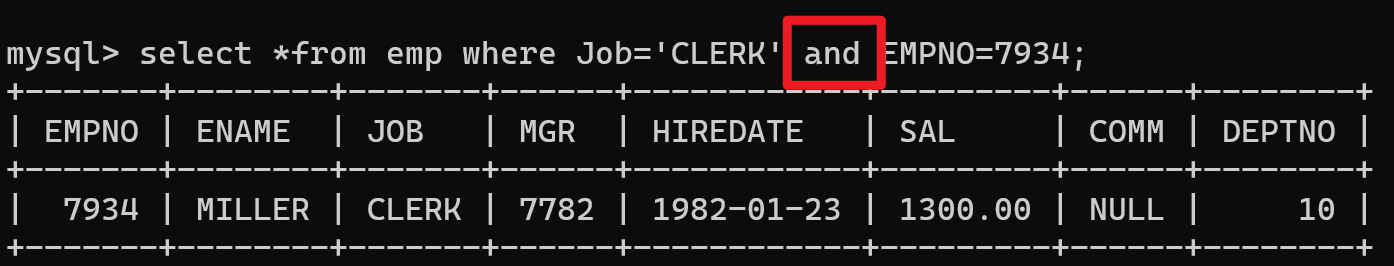 mysql> select *from emp where Job='CLERK' and EMPNO=7934;
+-------+--------+-------+------+------------+---------+------+--------+
| EMPNO | ENAME  | JOB   | MGR  | HIREDATE   | SAL     | COMM | DEPTNO |
+-------+--------+-------+------+------------+---------+------+--------+
|  7934 | MILLER | CLERK | 7782 | 1982-01-23 | 1300.00 | NULL |     10 |
+-------+--------+-------+------+------------+---------+------+--------+